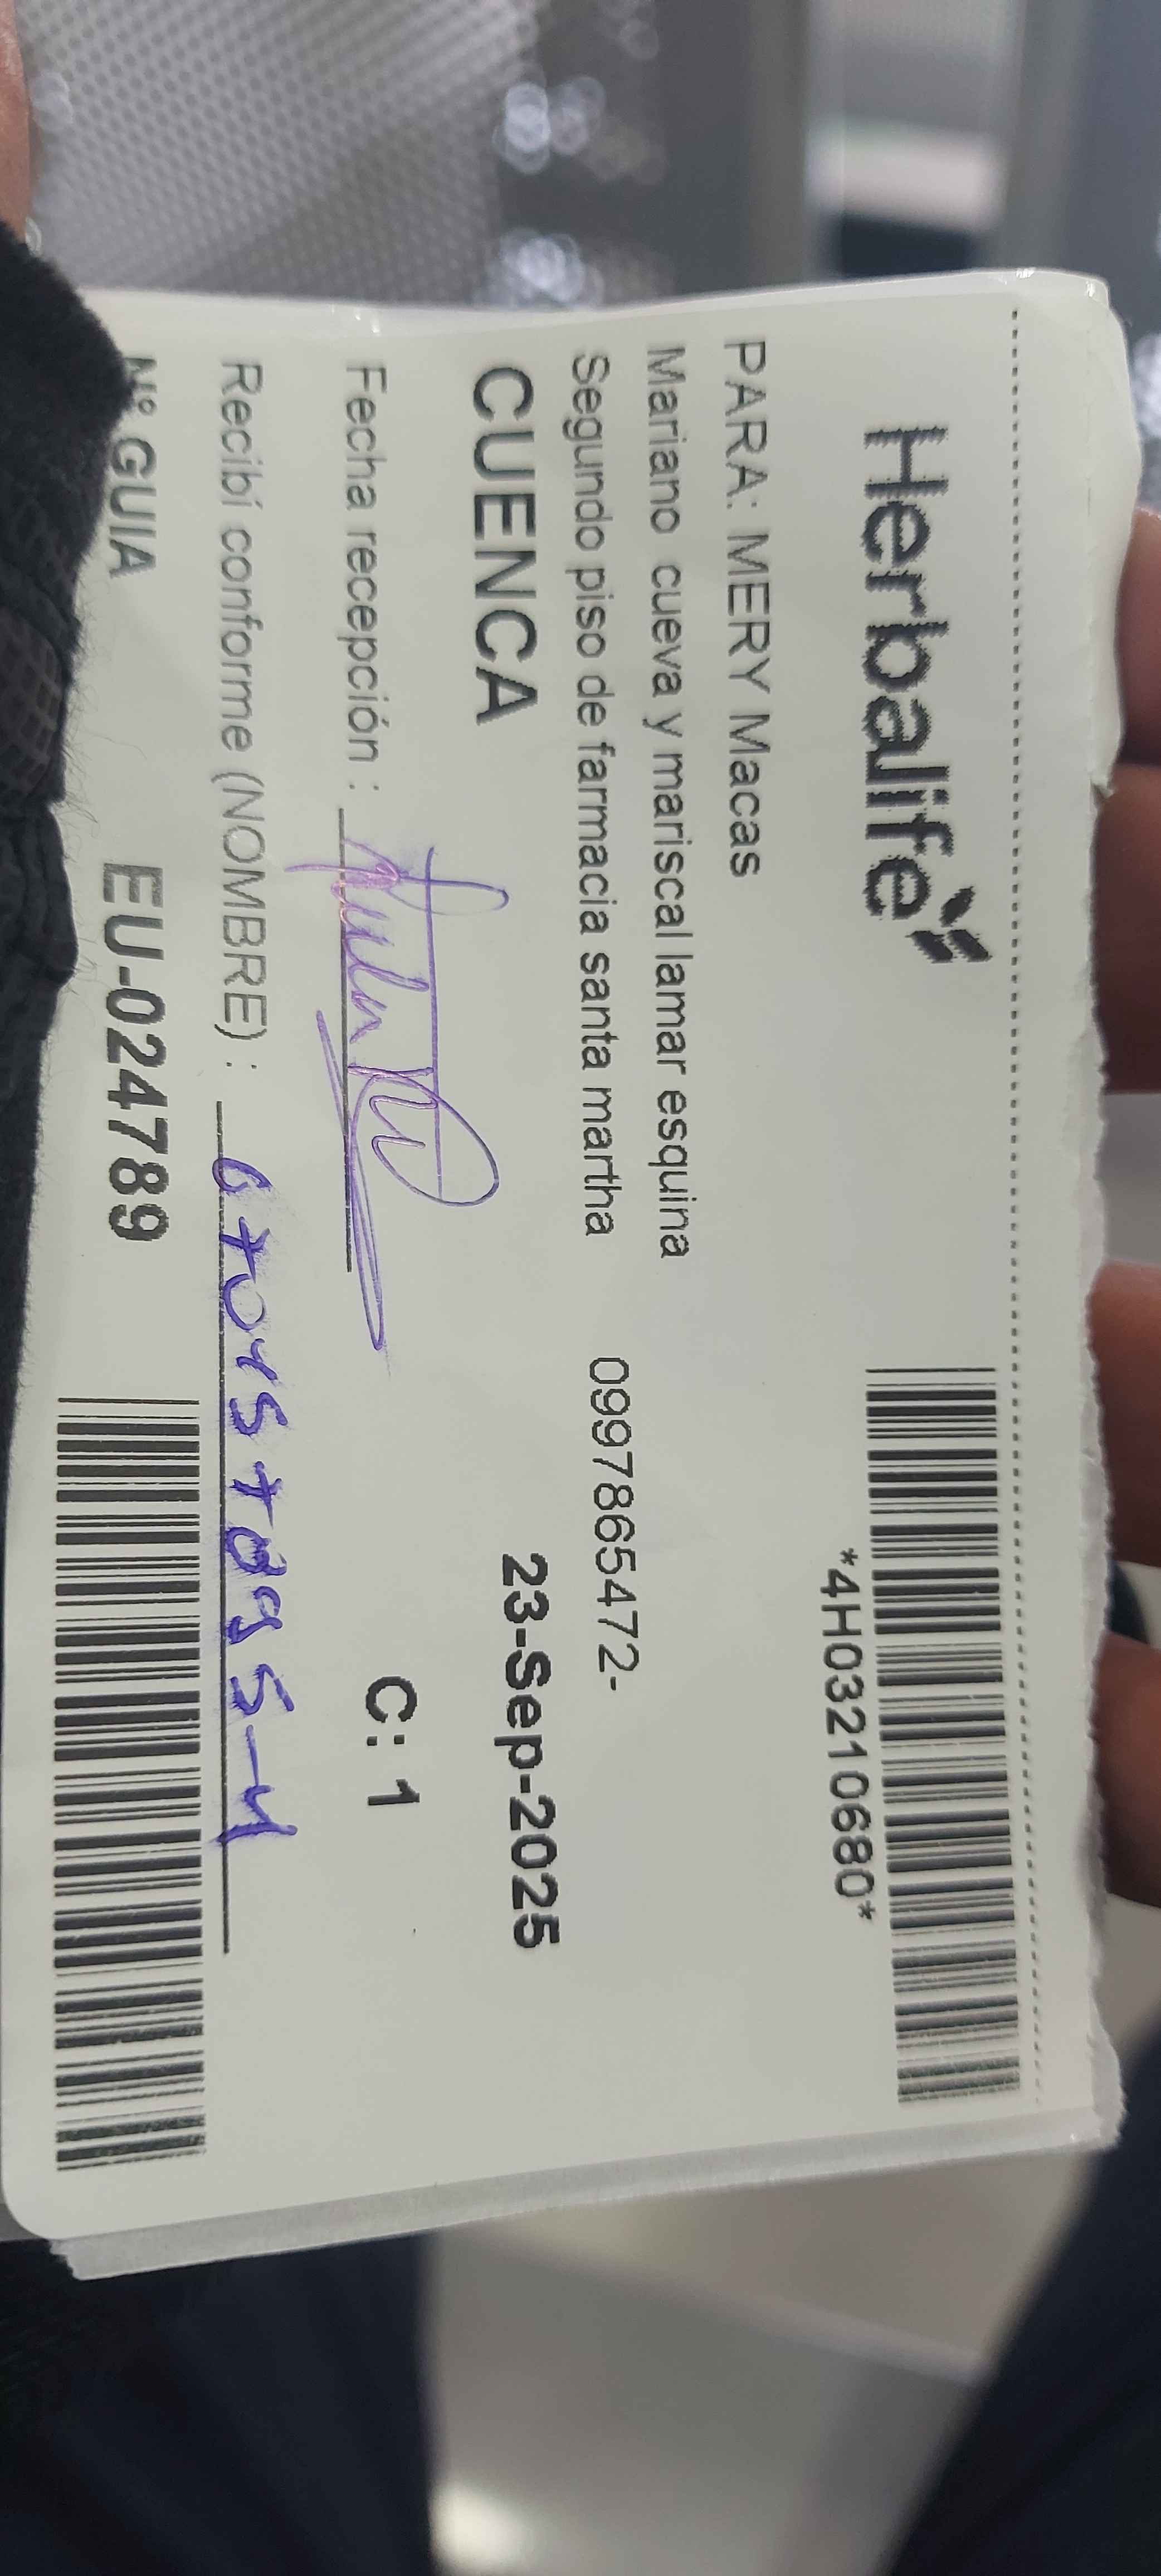 Herbalife
*4H03210680*
PARA: MERY Macas
Mariano cueva y mariscal lamar esquina
Segundo piso de farmacia santa martha 0997865472-
CUENCA 23-Sep-2025
Fecha recepción :
C: 1
Recibí conforme (NOMBRE) :
Nº GUIA EU-024789